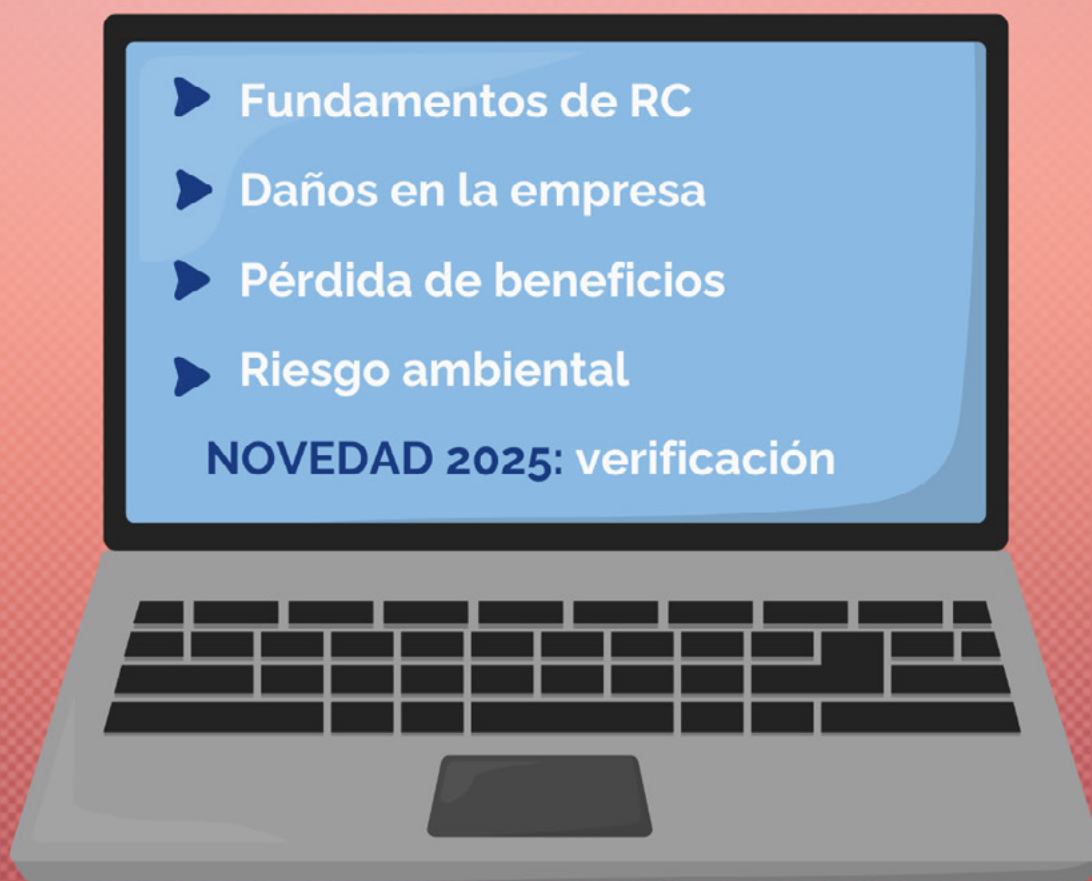 Fundamentos de RC
Daños en la empresa
Pérdida de beneficios
Riesgo ambiental
NOVEDAD 2025: verificación